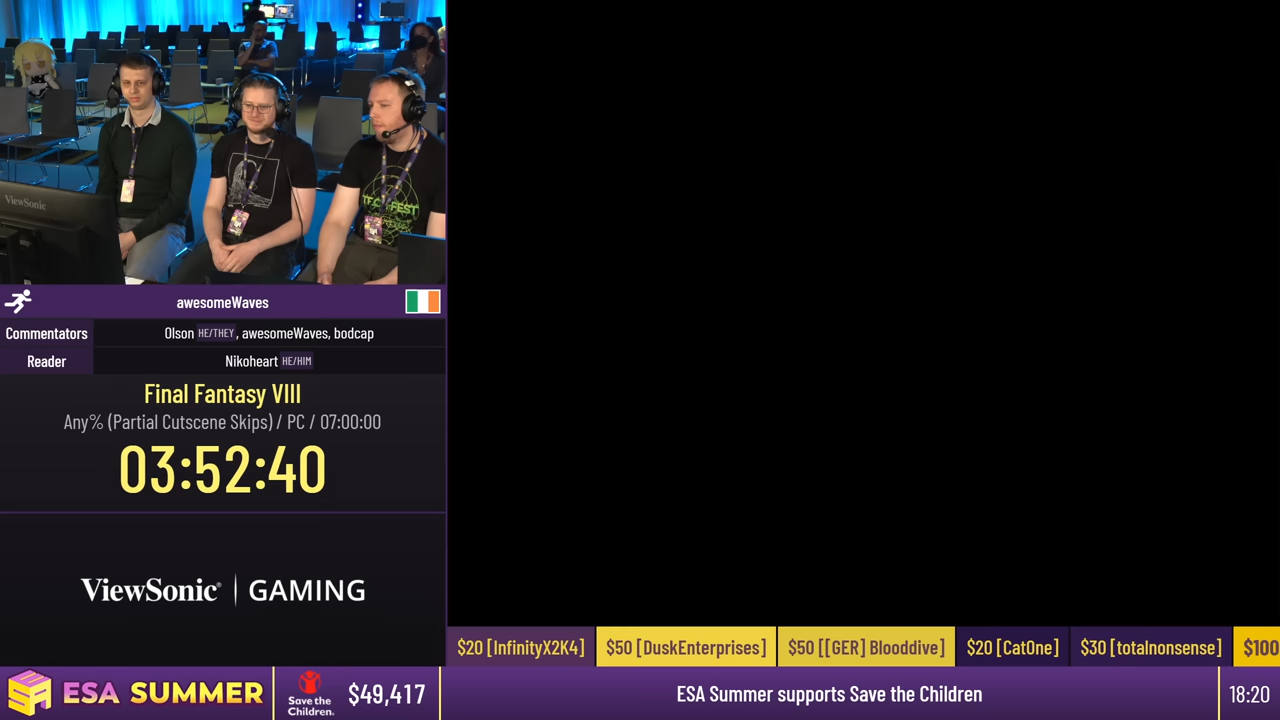 ViewSonic
TECHFEST
awesomeWaves
Commentators
Olson HE/THEY, awesomeWaves, bodcap
Reader
Nikoheart HE/HIM
Final Fantasy VIII
Any% (Partial Cutscene Skips) / PC / 07:00:00
03:52:40
ViewSonic | GAMING
$20 [InfinityX2K4]
$50 [DuskEnterprises]
$50 [[GER] Blooddive]
$20 [CatOne]
$30 [totalnonsense]
$100
ESA SUMMER
Save the
Children.
$49,417
ESA Summer supports Save the Children
18:20